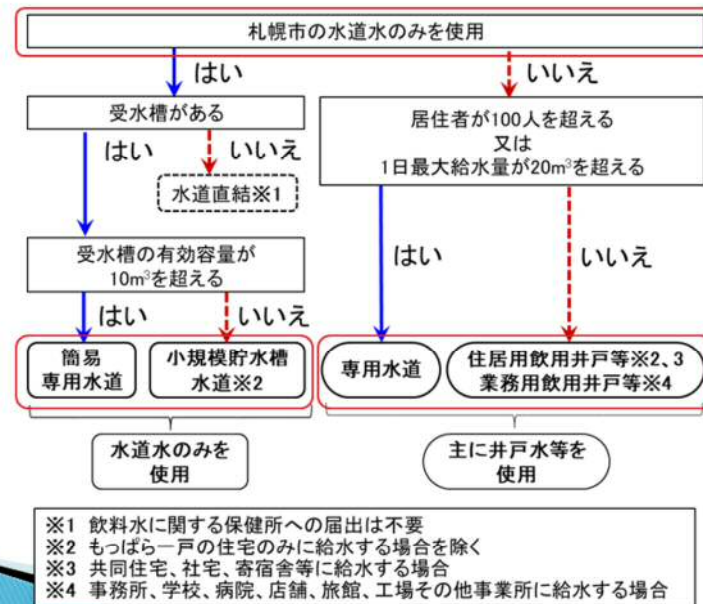 札幌市の水道水のみを使用
はい
いいえ
受水槽がある
居住者が100人を超える
又は
1日最大給水量が20m³を超える
はい
いいえ
水道直結※1
受水槽の有効容量が
10m³を超える
はい
いいえ
はい
いいえ
簡易
専用水道
小規模貯水槽
水道※2
専用水道
住居用飲用井戸等※2、3
業務用飲用井戸等※4
水道水のみを
使用
主に井戸水等を
使用
※1 飲料水に関する保健所への届出は不要
※2 もっぱら一戸の住宅のみに給水する場合を除く
※3 共同住宅、社宅、寄宿舎等に給水する場合
※4 事務所、学校、病院、店舗、旅館、工場その他事業所に給水する場合